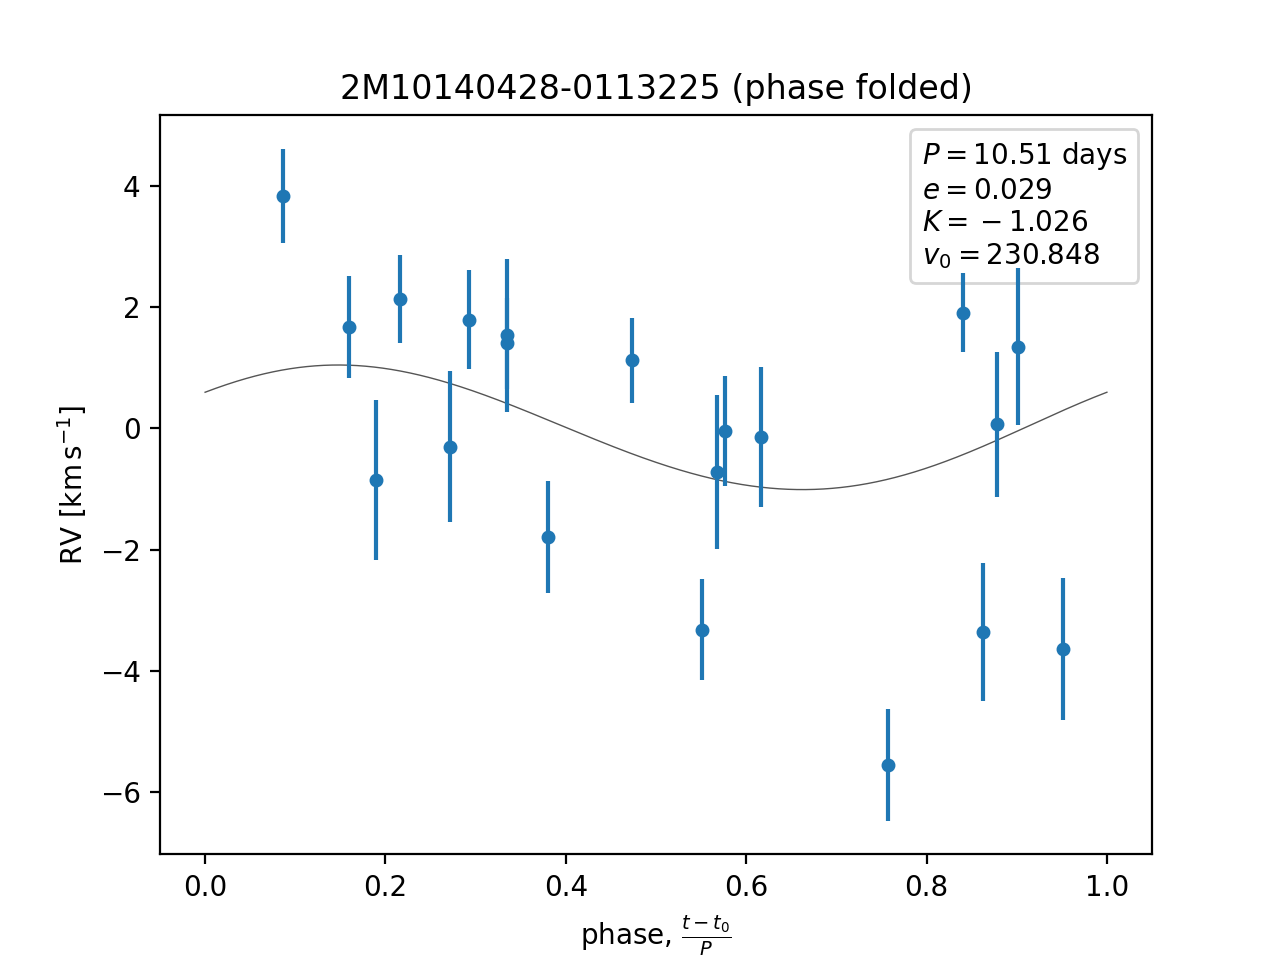 2M10140428-0113225 (phase folded)
P = 10.51 days
e = 0.029
K = −1.026
v₀ = 230.848
RV [km s⁻¹]
4
2
0
−2
−4
−6
0.0 0.2 0.4 0.6 0.8 1.0
phase, (t − t₀)/P